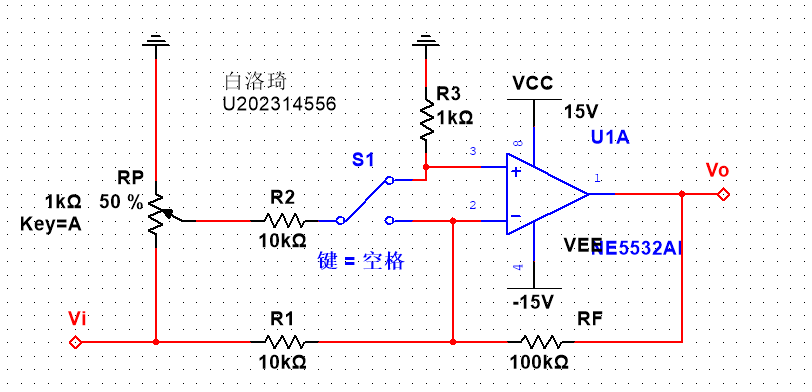 白洛琦
U202314556
VCC
15V
R3
1kΩ
U1A
S1
3
8
1
Vo
RP
1kΩ
50 %
Key=A
R2
10kΩ
2
键 = 空格
VEE
NE5532AI
4
-15V
Vi
R1
10kΩ
RF
100kΩ